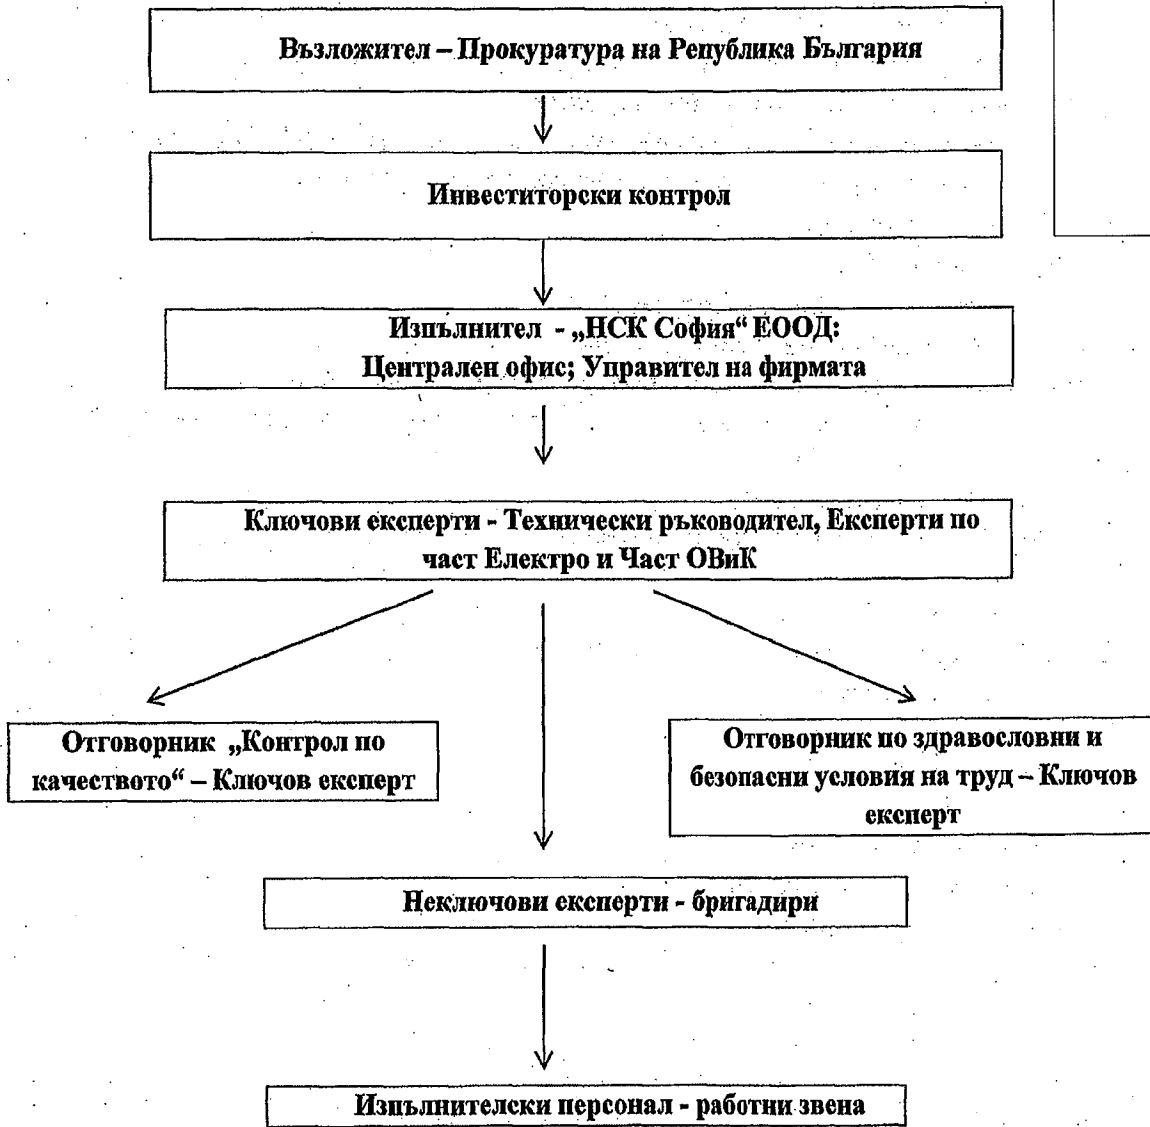 Възложител – Прокуратура на Република България
Инвеститорски контрол
Изпълнител - „НСК София“ ЕООД:
Централен офис; Управител на фирмата
Ключови експерти - Технически ръководител, Експерти по
част Електро и Част ОВиК
Отговорник „Контрол по
качеството“ – Ключов експерт
Отговорник по здравословни и
безопасни условия на труд – Ключов
експерт
Неключови експерти - бригадири
Изпълнителски персонал - работни звена